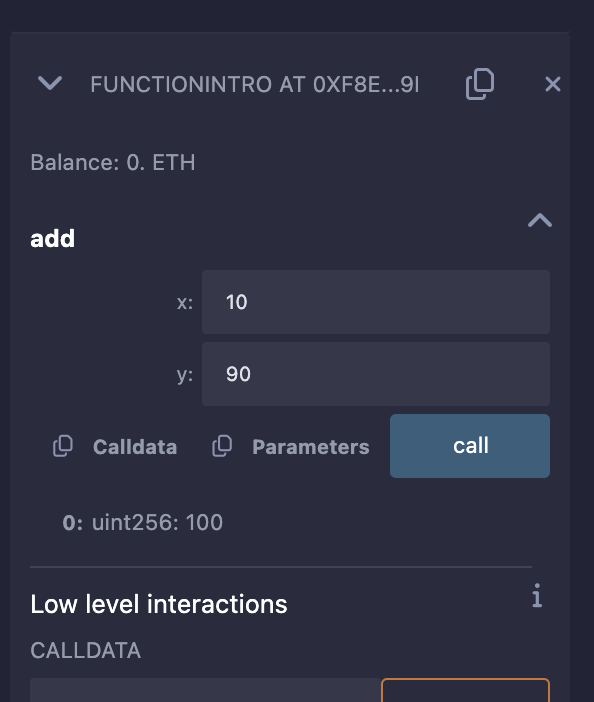 FUNCTIONINTRO AT 0XF8E...9
Balance: 0. ETH
add
x: 10
y: 90
Calldata Parameters call
0: uint256: 100
Low level interactions
i
CALLDATA